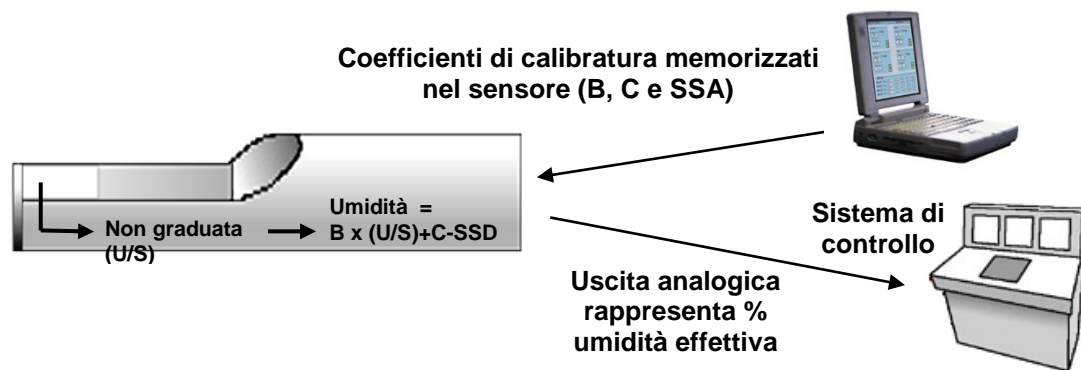 Coefficienti di calibratura memorizzati
nel sensore (B, C e SSA)
Non graduata
(U/S)
Umidità =
B x (U/S)+C-SSD
Sistema di
controllo
Uscita analogica
rappresenta %
umidità effettiva